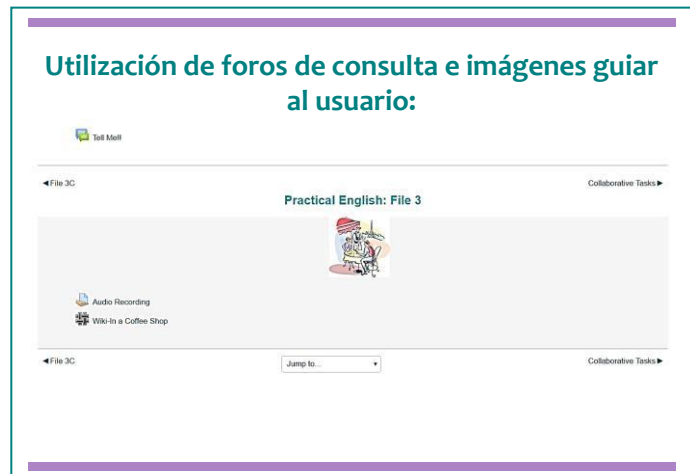 Utilización de foros de consulta e imágenes guiar
al usuario:
Tell Me!!
◄File 3C
Collaborative Tasks►
Practical English: File 3
Audio Recording
Wiki-In a Coffee Shop
◄File 3C
Jump to...
Collaborative Tasks►